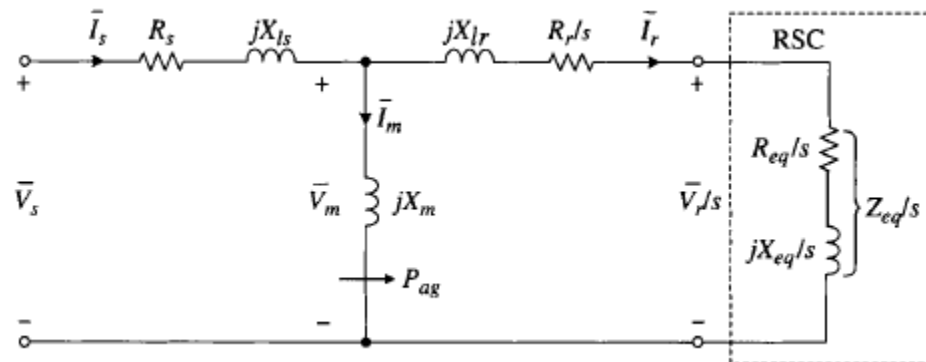 Īs Rs jXls jXlr Rr/s Īr RSC
+ + +
Īm
Req/s
V̄s V̄m jXm V̄r/s Zeq/s
jXeq/s
Pag
− − −